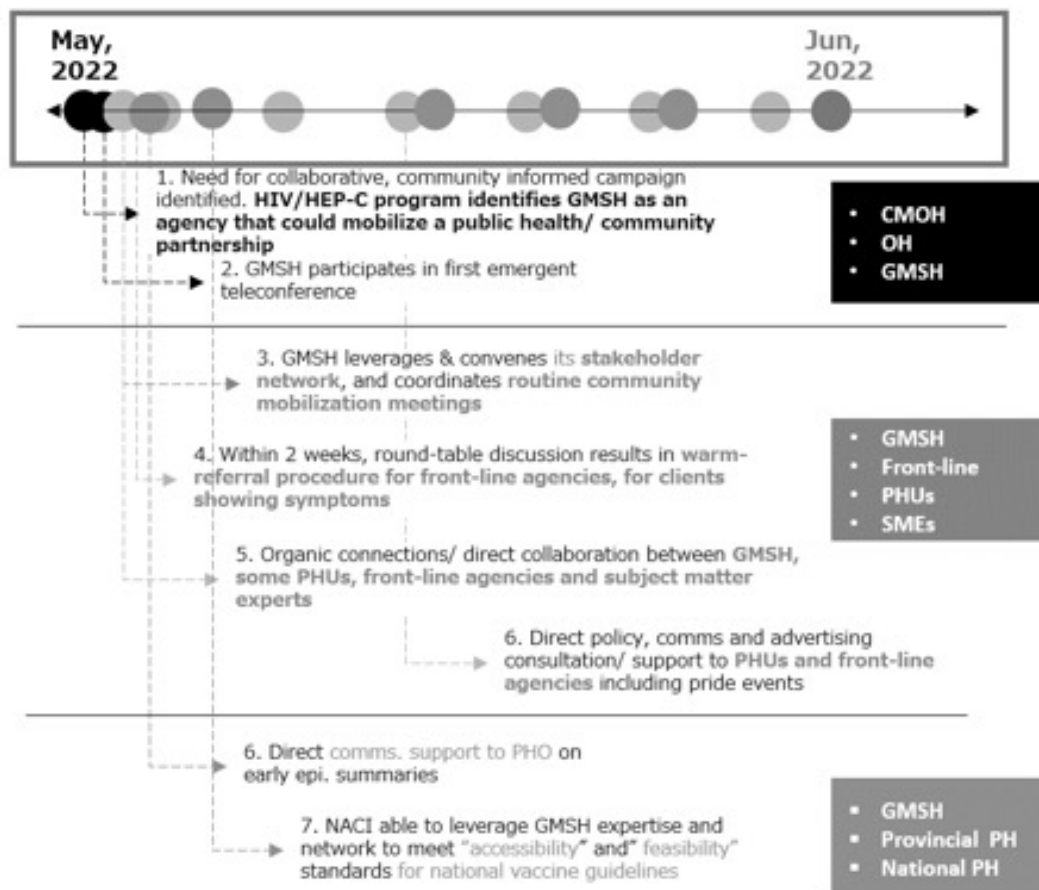 May,
2022
Jun,
2022
1. Need for collaborative, community informed campaign
identified. HIV/HEP-C program identifies GMSH as an
agency that could mobilize a public health/ community
partnership
2. GMSH participates in first emergent
teleconference
• CMOH
• OH
• GMSH
3. GMSH leverages & convenes its stakeholder
network, and coordinates routine community
mobilization meetings
4. Within 2 weeks, round-table discussion results in warm-
referral procedure for front-line agencies, for clients
showing symptoms
5. Organic connections/ direct collaboration between GMSH,
some PHUs, front-line agencies and subject matter
experts
6. Direct policy, comms and advertising
consultation/ support to PHUs and front-line
agencies including pride events
• GMSH
• Front-line
• PHUs
• SMEs
6. Direct comms. support to PHO on
early epi. summaries
7. NACI able to leverage GMSH expertise and
network to meet "accessibility" and" feasibility"
standards for national vaccine guidelines
▪ GMSH
▪ Provincial PH
▪ National PH